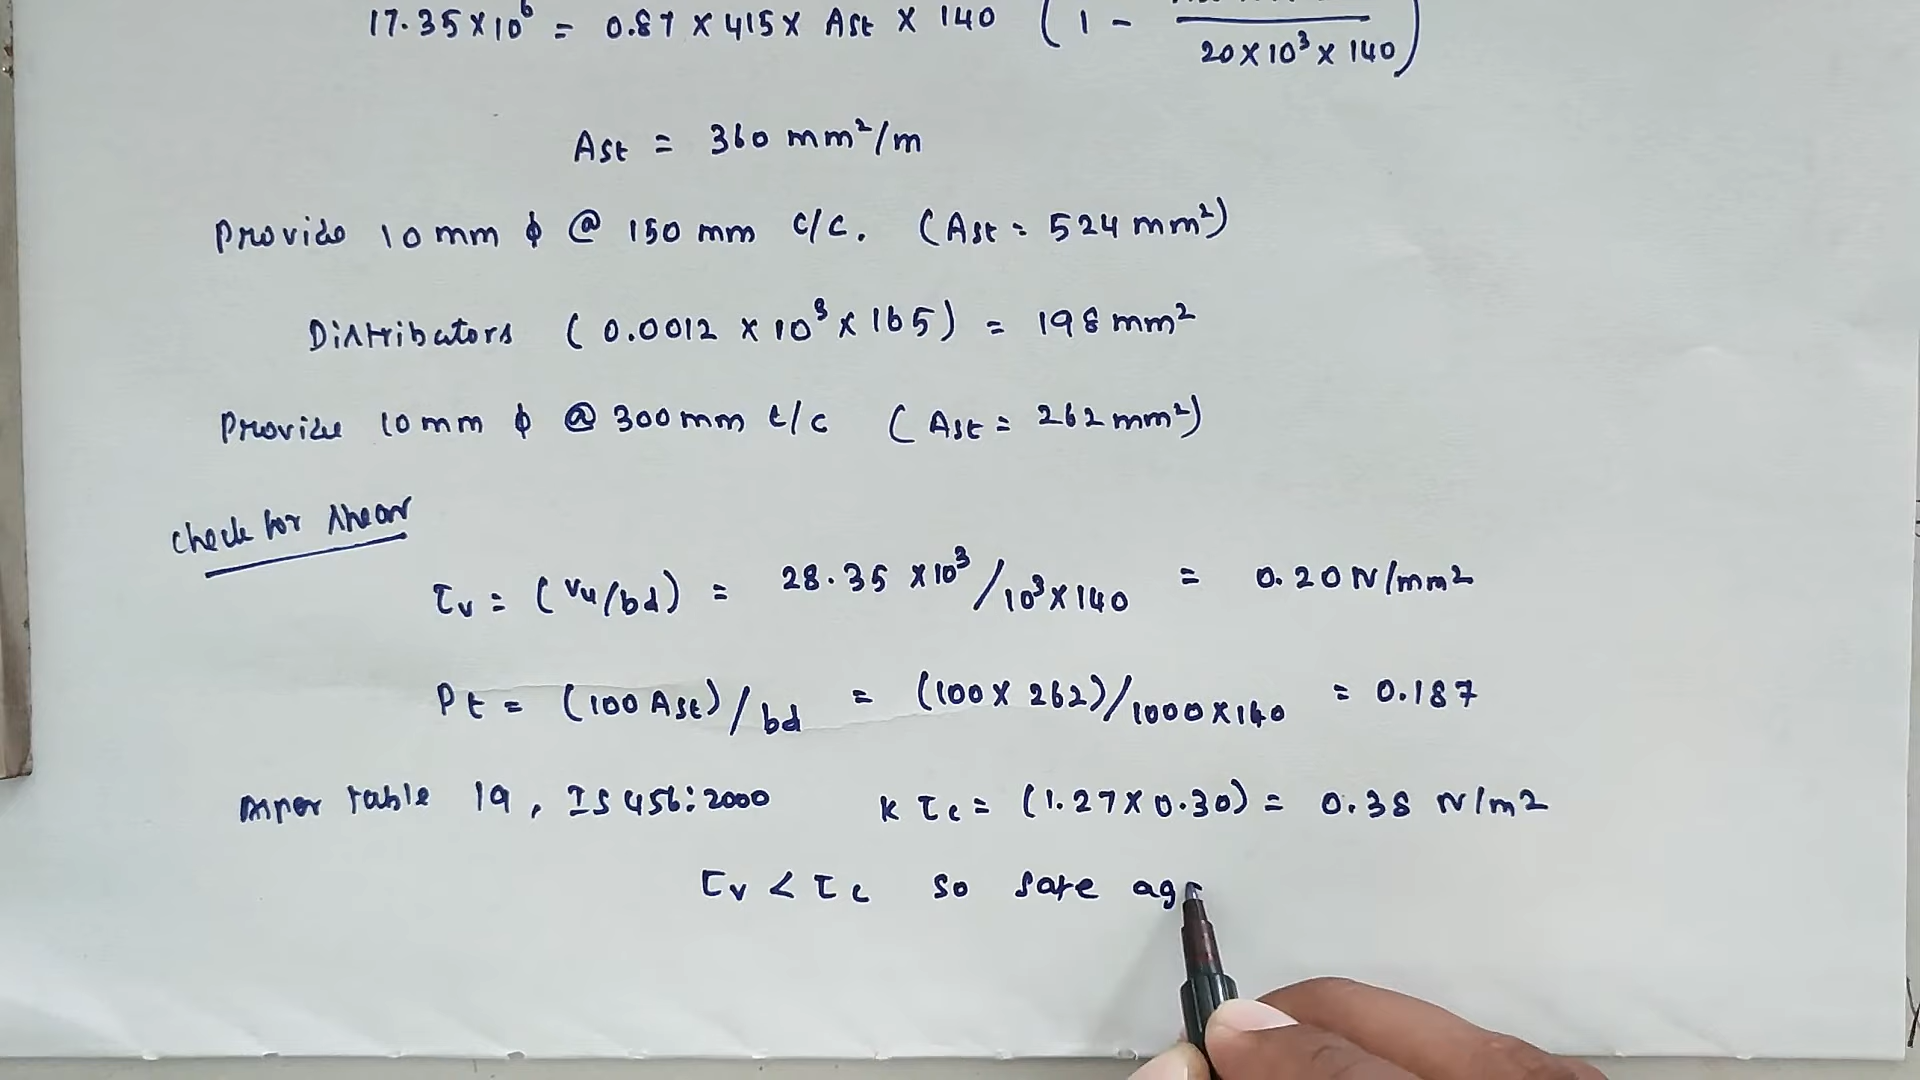 17.35 × 10⁶ = 0.87 × 415 × Ast × 140 ( 1 - / 20 × 10³ × 140 )
Ast = 360 mm²/m
Provide 10 mm ϕ @ 150 mm c/c. (Ast = 524 mm²)
Distributors ( 0.0012 × 10³ × 165 ) = 198 mm²
Provide 10 mm ϕ @ 300 mm c/c ( Ast = 262 mm²)
Check for shear
τv = ( Vu/bd ) = 28.35 × 10³ / 10³ × 140 = 0.20 N/mm2
Pt = (100 Ast) / bd = (100 × 262) / 1000 × 140 = 0.187
As per table 19, IS 456:2000 K τc = (1.27 × 0.30) = 0.38 N/m2
τv < τc so safe aga